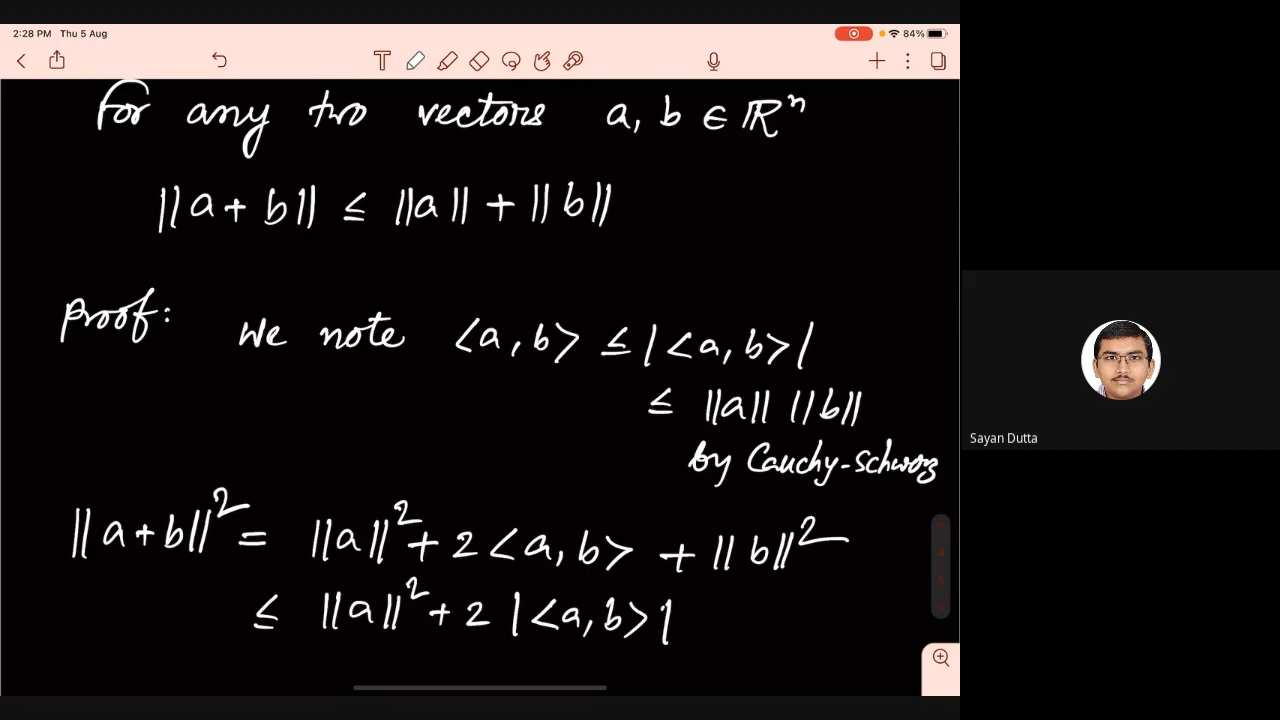 2:28 PM Thu 5 Aug
84%
T
For any two vectors a, b ∈ ℝⁿ
||a + b|| ≤ ||a|| + ||b||
Proof: We note <a, b> ≤ |<a, b>|
≤ ||a|| ||b||
by Cauchy-Schwarz
||a+b||² = ||a||² + 2 <a, b> + ||b||²
≤ ||a||² + 2 |<a, b>|
Sayan Dutta